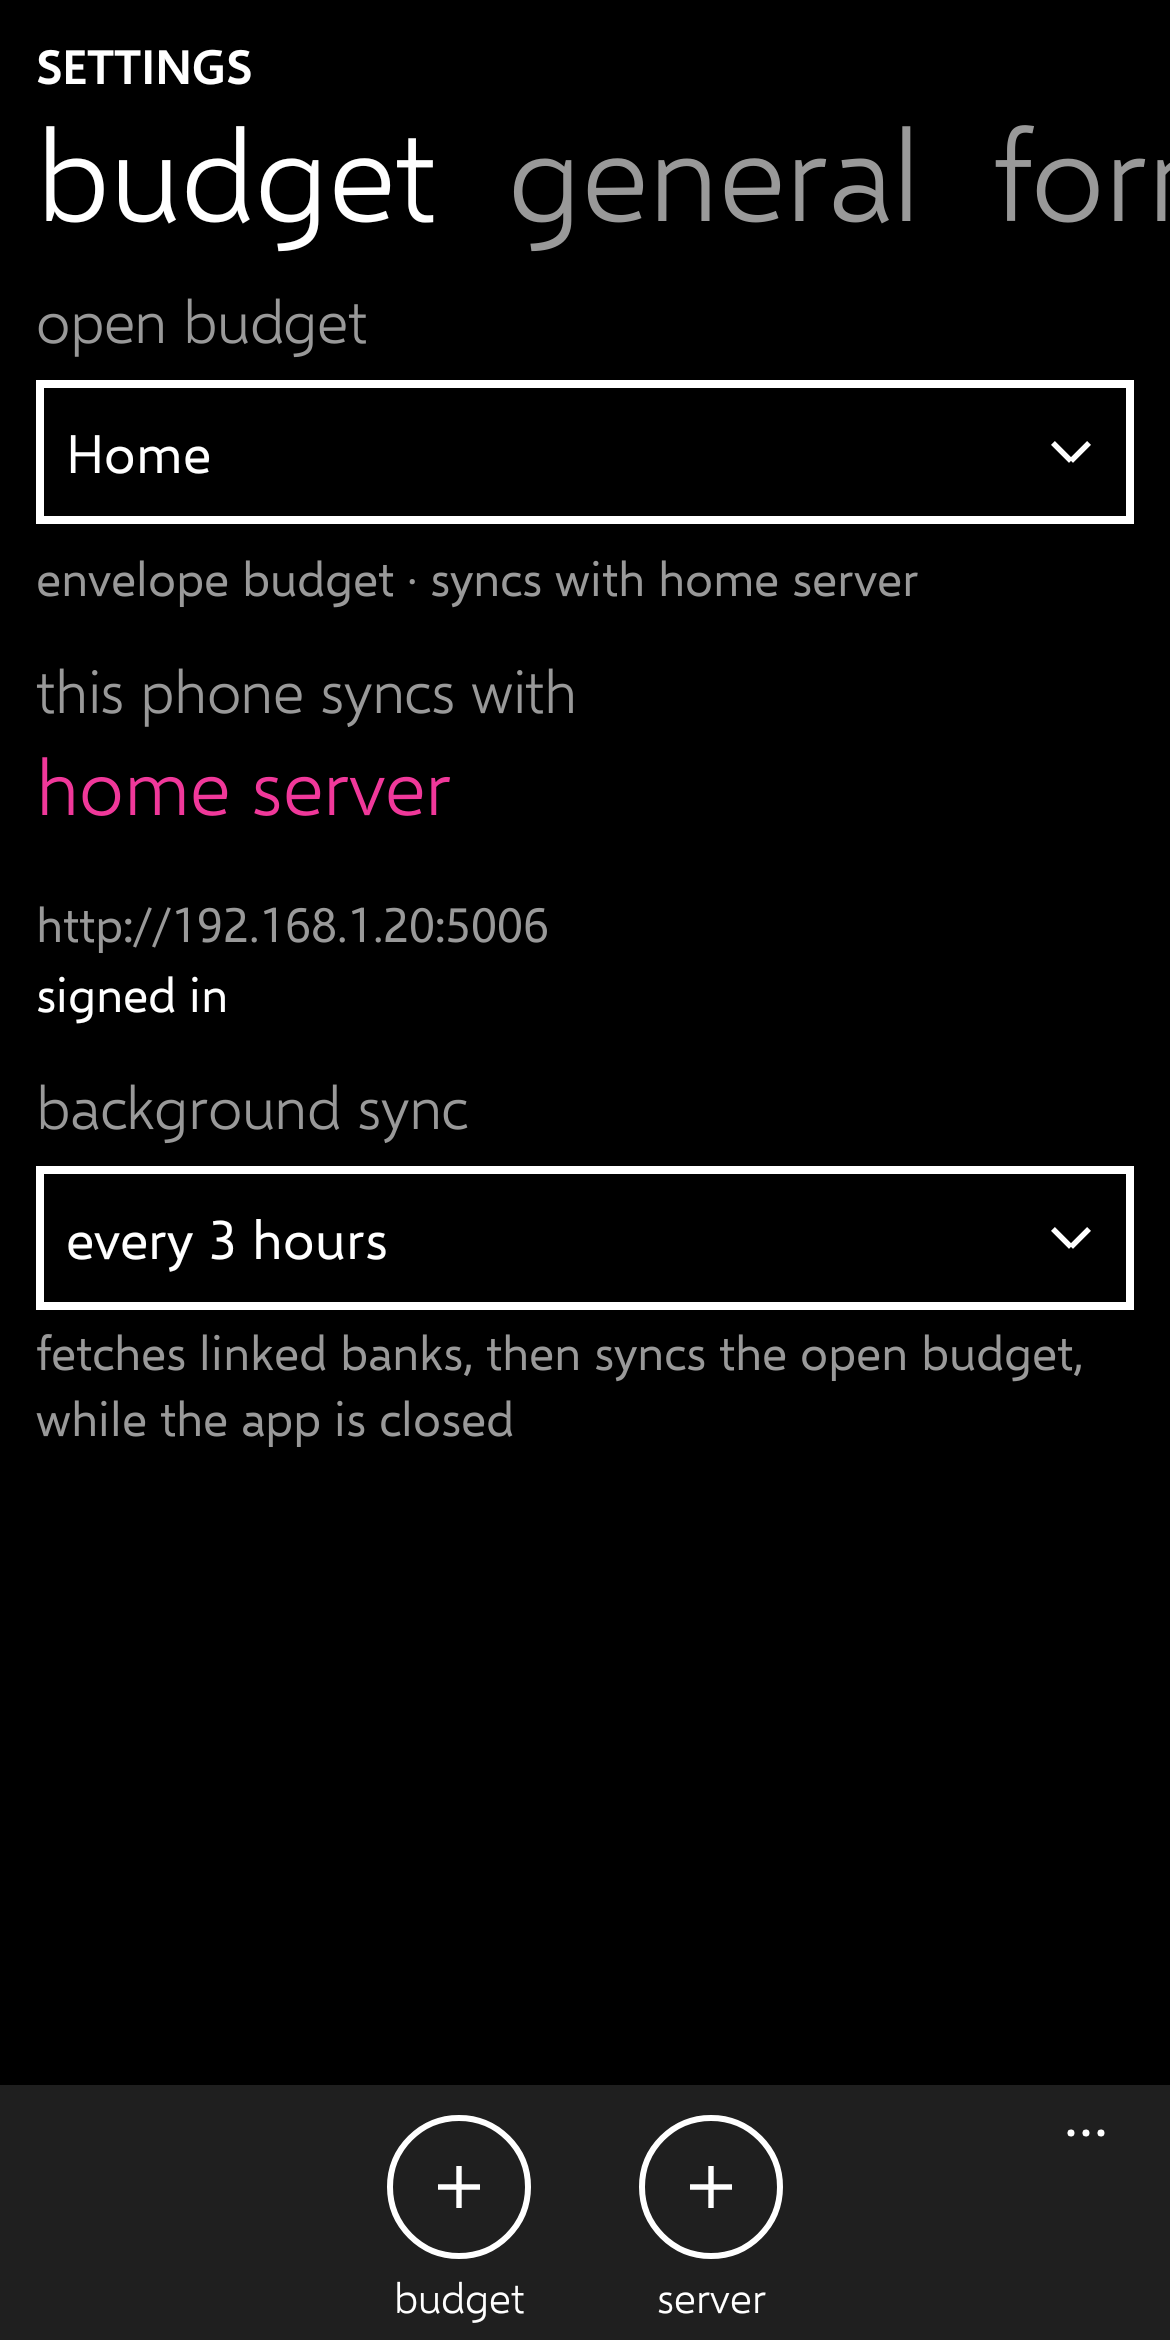 SETTINGS
budget general forr
open budget
Home
envelope budget · syncs with home server
this phone syncs with
home server
http://192.168.1.20:5006
signed in
background sync
every 3 hours
fetches linked banks, then syncs the open budget,
while the app is closed
budget server